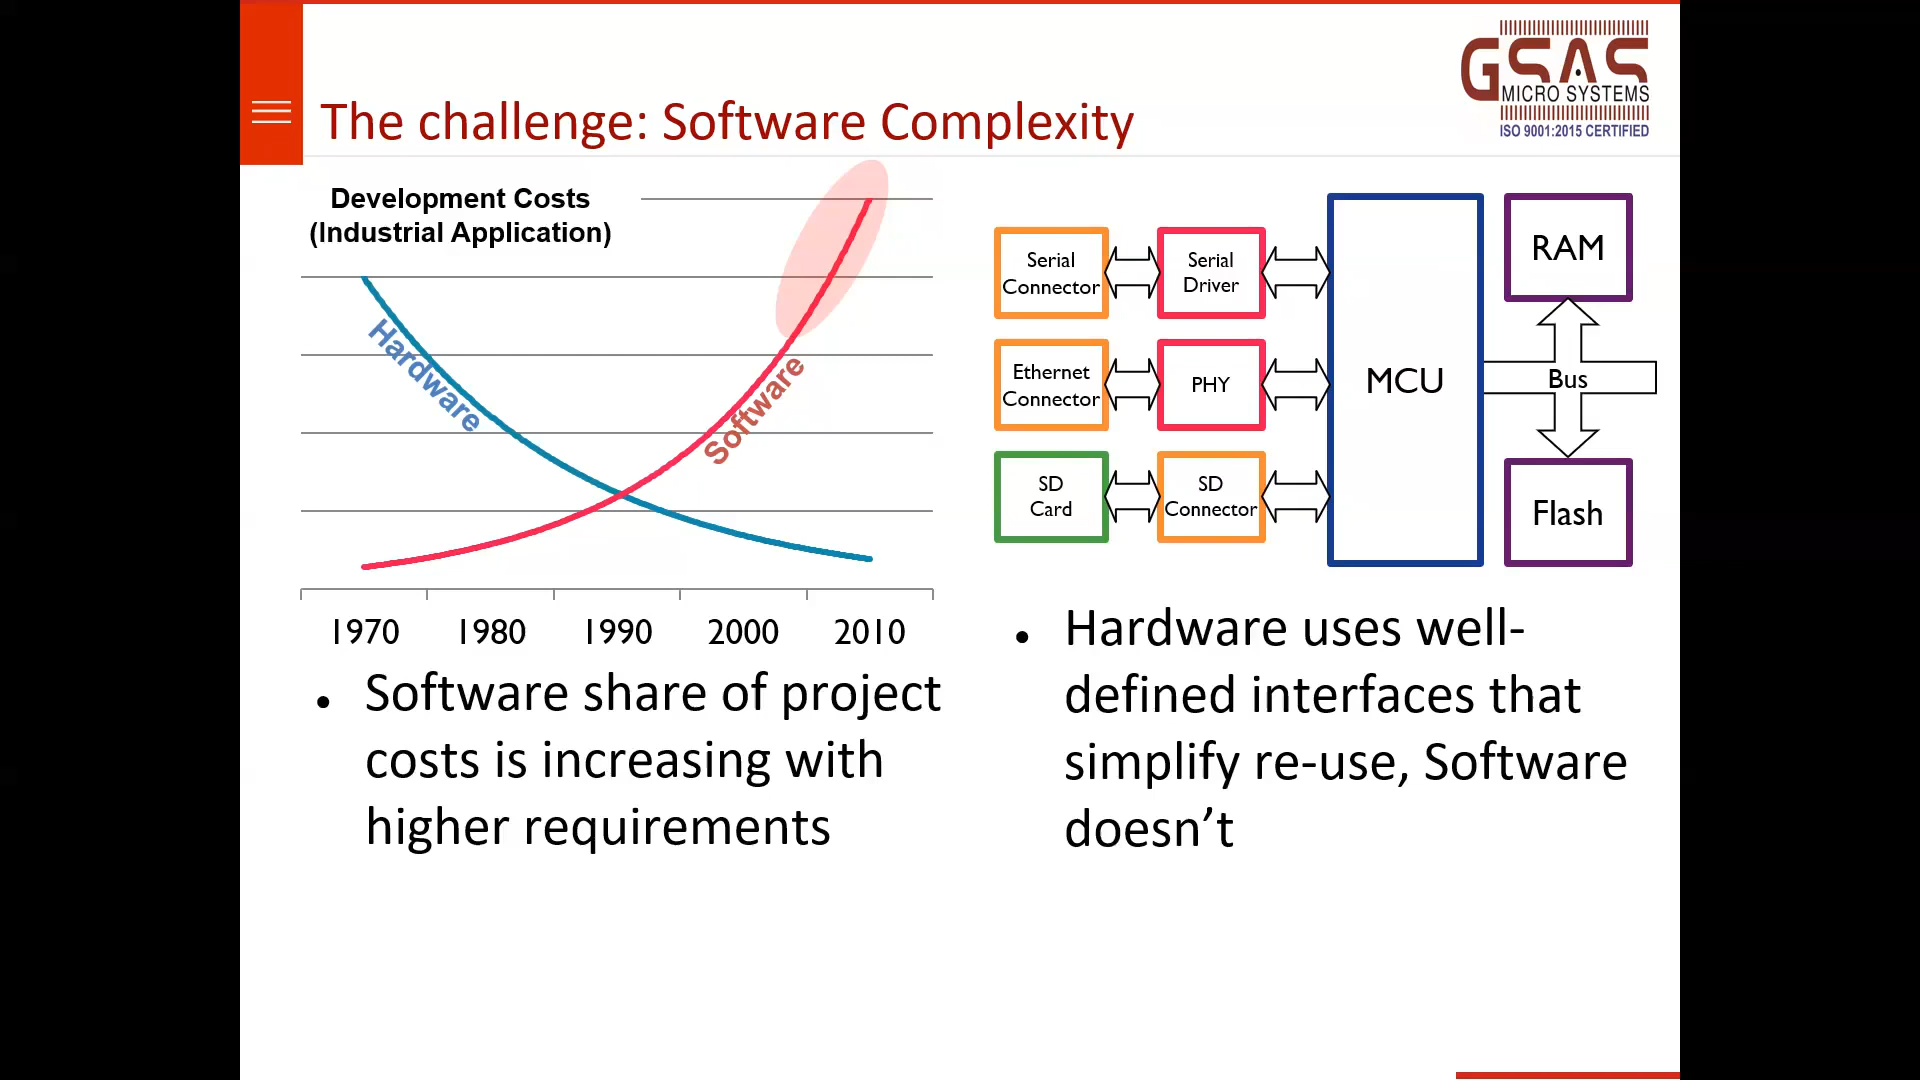 GSAS
MICRO SYSTEMS
ISO 9001:2015 CERTIFIED
The challenge: Software Complexity
Development Costs
(Industrial Application)
Hardware
Software
1970 1980 1990 2000 2010
Serial
Connector
Serial
Driver
Ethernet
Connector
PHY
SD
Card
SD
Connector
MCU
RAM
Bus
Flash
• Software share of project
costs is increasing with
higher requirements
• Hardware uses well-
defined interfaces that
simplify re-use, Software
doesn’t